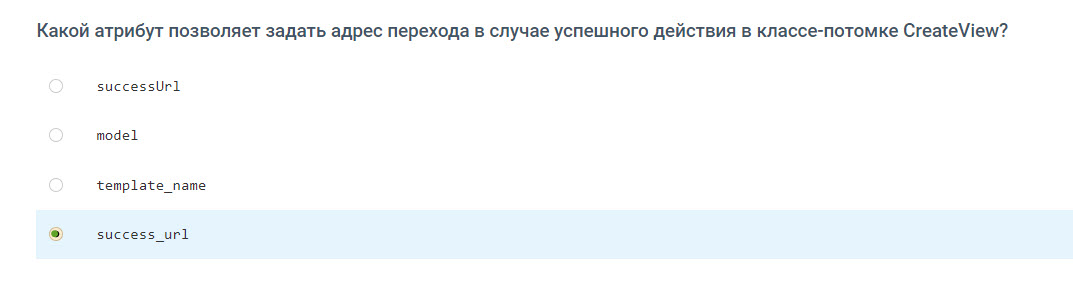 Какой атрибут позволяет задать адрес перехода в случае успешного действия в классе-потомке CreateView?
successUrl
model
template_name
success_url